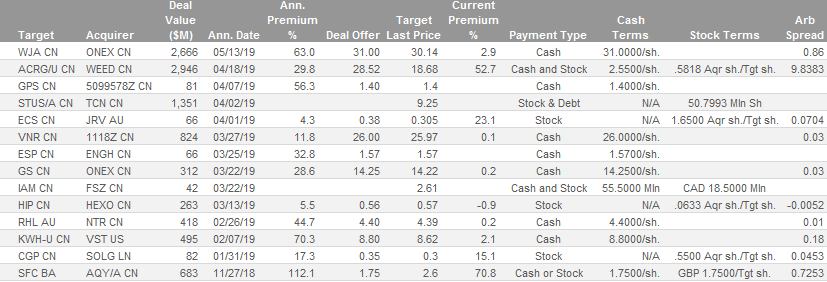 Target Acquirer Deal Value ($M) Ann. Date Ann. Premium % Deal Offer Target Last Price Current Premium % Payment Type Cash Terms Stock Terms Arb Spread
WJA CN ONEX CN 2,666 05/13/19 63.0 31.00 30.14 2.9 Cash 31.0000/sh. 0.86
ACRG/U CN WEED CN 2,946 04/18/19 29.8 28.52 18.68 52.7 Cash and Stock 2.5500/sh. .5818 Aqr sh./Tgt sh. 9.8383
GPS CN 5099578Z CN 81 04/07/19 56.3 1.40 1.4 Cash 1.4000/sh.
STUS/A CN TCN CN 1,351 04/02/19 9.25 Stock & Debt N/A 50.7993 Mln Sh
ECS CN JRV AU 66 04/01/19 4.3 0.38 0.305 23.1 Stock N/A 1.6500 Aqr sh./Tgt sh. 0.0704
VNR CN 1118Z CN 824 03/27/19 11.8 26.00 25.97 0.1 Cash 26.0000/sh. 0.03
ESP CN ENGH CN 66 03/25/19 32.8 1.57 1.57 Cash 1.5700/sh.
GS CN ONEX CN 312 03/22/19 28.6 14.25 14.22 0.2 Cash 14.2500/sh. 0.03
IAM CN FSZ CN 42 03/22/19 2.61 Cash and Stock 55.5000 Mln CAD 18.5000 Mln
HIP CN HEXO CN 263 03/13/19 5.5 0.56 0.57 -0.9 Stock N/A .0633 Aqr sh./Tgt sh. -0.0052
RHL AU NTR CN 418 02/26/19 44.7 4.40 4.39 0.2 Cash 4.4000/sh. 0.01
KWH-U CN VST US 495 02/07/19 70.3 8.80 8.62 2.1 Cash 8.8000/sh. 0.18
CGP CN SOLG LN 82 01/31/19 17.3 0.35 0.3 15.1 Stock N/A .5500 Aqr sh./Tgt sh. 0.0453
SFC BA AQY/A CN 683 11/27/18 112.1 1.75 2.6 70.8 Cash or Stock 1.7500/sh. GBP 1.7500/Tgt sh. 0.7253